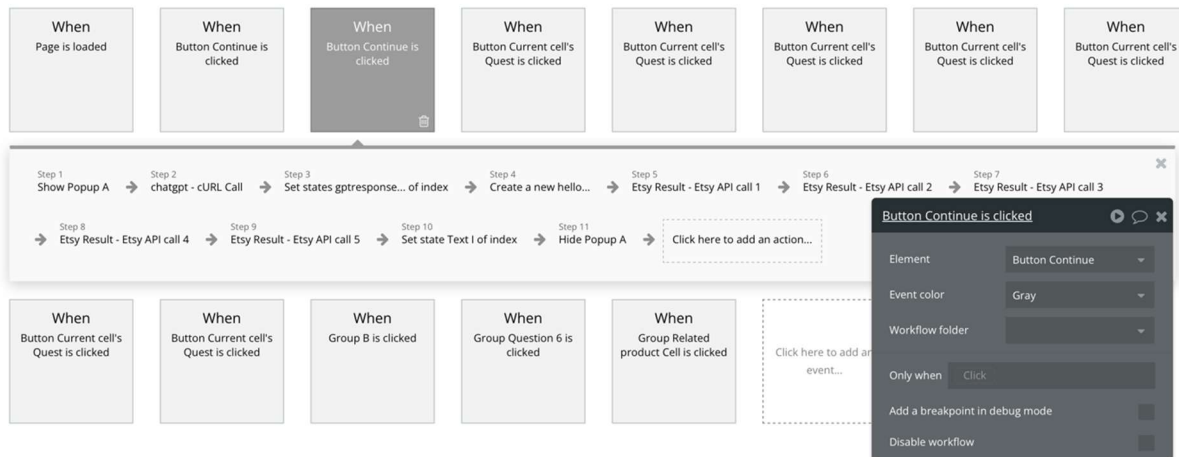 When
Page is loaded
When
Button Continue is
clicked
When
Button Continue is
clicked
When
Button Current cell's
Quest is clicked
When
Button Current cell's
Quest is clicked
When
Button Current cell's
Quest is clicked
When
Button Current cell's
Quest is clicked
When
Button Current cell's
Quest is clicked
Step 1
Show Popup A
Step 2
chatgpt - cURL Call
Step 3
Set states gptresponse... of index
Step 4
Create a new hello...
Step 5
Etsy Result - Etsy API call 1
Step 6
Etsy Result - Etsy API call 2
Step 7
Etsy Result - Etsy API call 3
Step 8
Etsy Result - Etsy API call 4
Step 9
Etsy Result - Etsy API call 5
Step 10
Set state Text I of index
Step 11
Hide Popup A
Click here to add an action...
When
Button Current cell's
Quest is clicked
When
Button Current cell's
Quest is clicked
When
Group B is clicked
When
Group Question 6 is
clicked
When
Group Related
product Cell is clicked
Click here to add an
event...
Button Continue is clicked
Element
Button Continue
Event color
Gray
Workflow folder
Only when
Click
Add a breakpoint in debug mode
Disable workflow